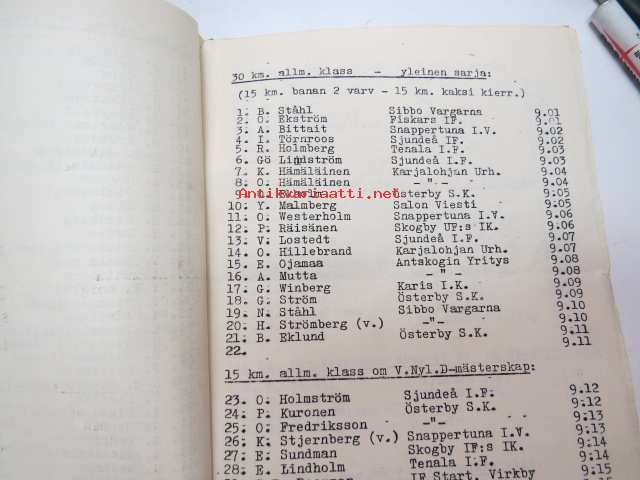 30 km. allm. klass - yleinen sarja:
(15 km. banan 2 varv - 15 km. kaksi kierr.)
1. B. Ståhl Sibbo Vargarna 9.01
2. O. Ekström Fiskars IF. 9.01
3. A. Bittait Snappertuna I.V. 9.02
4. I. Törnroos Sjundeå IF. 9.02
5. R. Holmberg Tenala I.F. 9.03
6. Gö Lindström Sjundeå I.F. 9.03
7. K. Hämäläinen Karjalohjan Urh. 9.04
8. O. Hämäläinen -"- 9.04
Antikvariaatti.net
Österby S.K. 9.05
10. Y. Malmberg Salon Viesti 9.05
11. O. Westerholm Snappertuna I.V. 9.06
12. P. Räisänen Skogby UF:s IK. 9.06
13. V. Lostedt Sjundeå I.F. 9.07
14. O. Hillebrand Karjalohjan Urh. 9.07
15. E. Ojamaa Antskogin Yritys 9.08
16. A. Mutta - " - 9.08
17. G. Winberg Karis I.K. 9.09
18. G. Ström Österby S.K. 9.09
19. N. Ståhl Sibbo Vargarna 9.10
20. H. Strömberg (v.) -"- 9.10
21. B. Eklund Österby S.K. 9.11
22. 9.11
15 km. allm. klass om V.Nyl.D-mästerskap:
23. O. Holmström Sjundeå I.F. 9.12
24. P. Kuronen Österby S.K. 9.12
25. O. Fredriksson -"- 9:13
26. K. Stjernberg (v.) Snappertuna I.V. 9:13
27. E. Sundman Skogby IF:s IK. 9:14
28. E. Lindholm Tenala I.F. 9:14
IF Start, Virkby 9:15